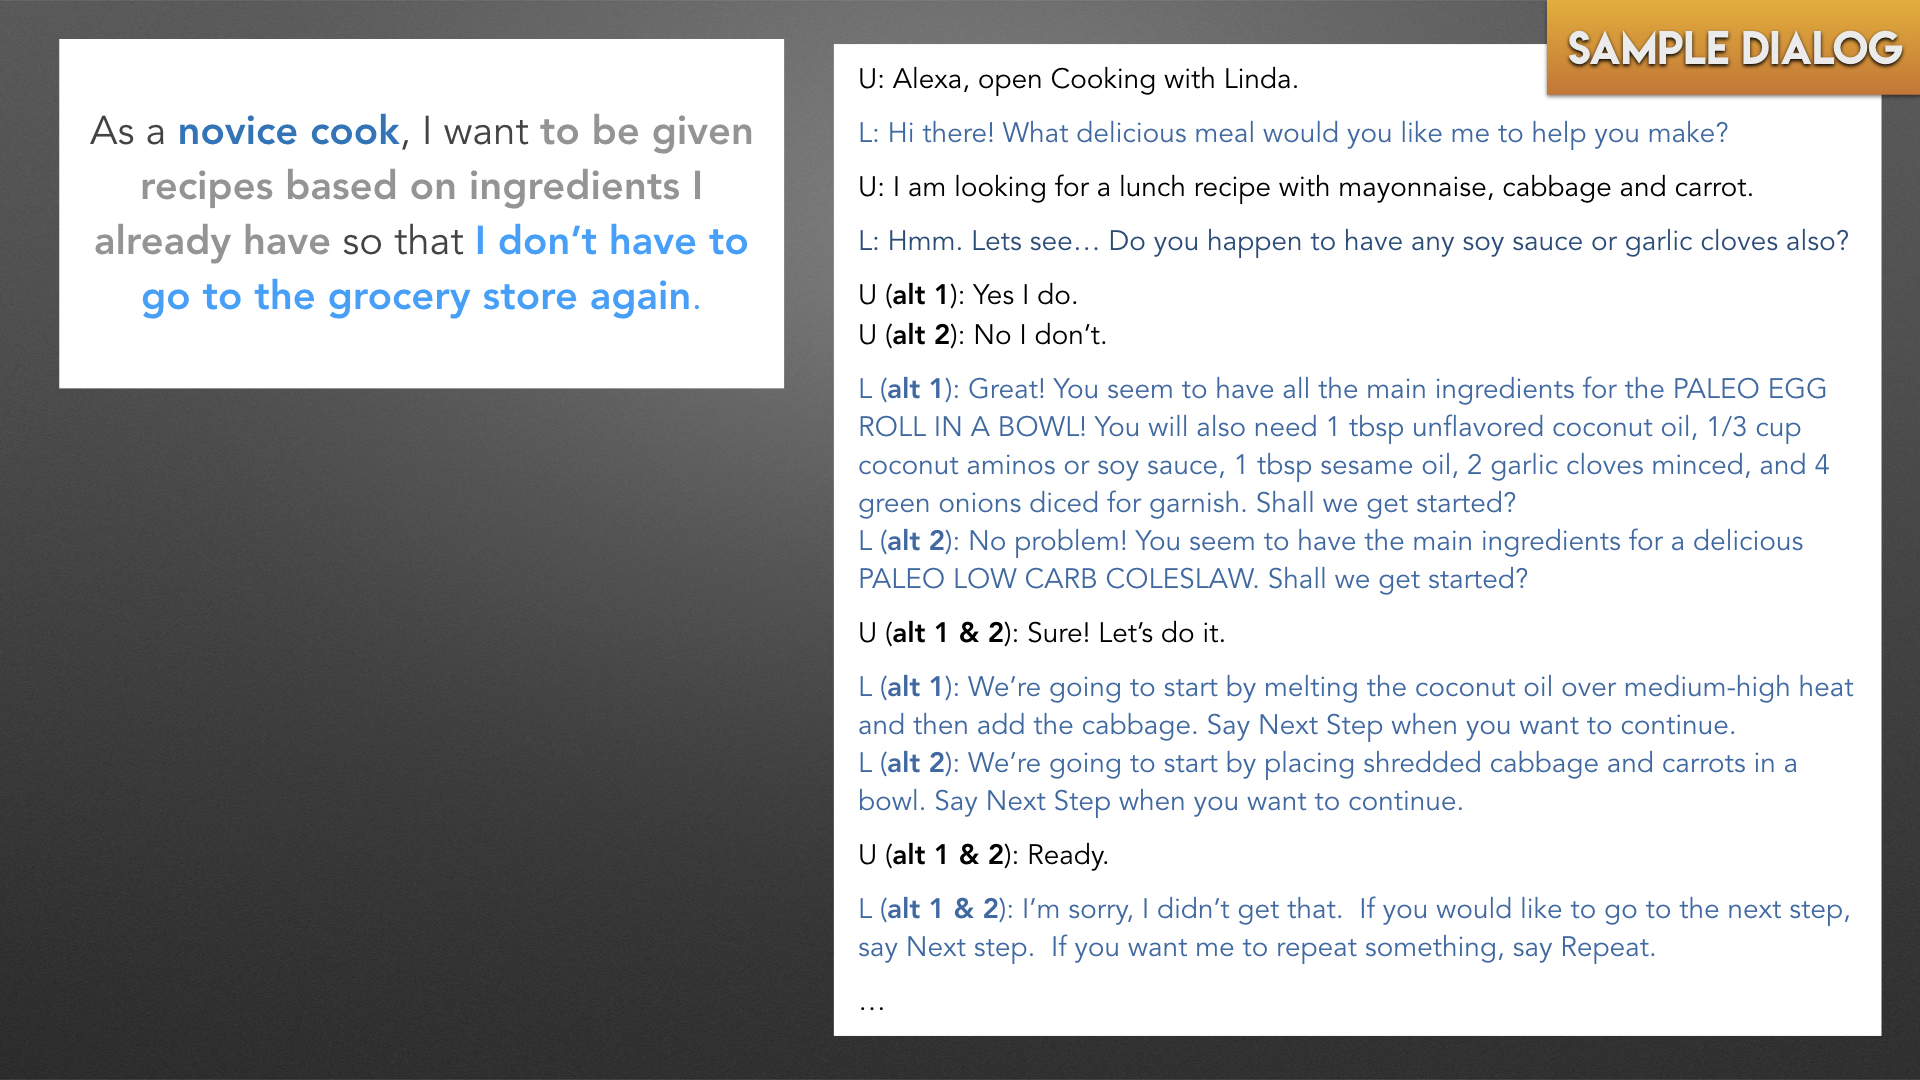 SAMPLE DIALOG
As a novice cook, I want to be given
recipes based on ingredients I
already have so that I don’t have to
go to the grocery store again.
U: Alexa, open Cooking with Linda.
L: Hi there! What delicious meal would you like me to help you make?
U: I am looking for a lunch recipe with mayonnaise, cabbage and carrot.
L: Hmm. Lets see… Do you happen to have any soy sauce or garlic cloves also?
U (alt 1): Yes I do.
U (alt 2): No I don’t.
L (alt 1): Great! You seem to have all the main ingredients for the PALEO EGG
ROLL IN A BOWL! You will also need 1 tbsp unflavored coconut oil, 1/3 cup
coconut aminos or soy sauce, 1 tbsp sesame oil, 2 garlic cloves minced, and 4
green onions diced for garnish. Shall we get started?
L (alt 2): No problem! You seem to have the main ingredients for a delicious
PALEO LOW CARB COLESLAW. Shall we get started?
U (alt 1 & 2): Sure! Let’s do it.
L (alt 1): We’re going to start by melting the coconut oil over medium-high heat
and then add the cabbage. Say Next Step when you want to continue.
L (alt 2): We’re going to start by placing shredded cabbage and carrots in a
bowl. Say Next Step when you want to continue.
U (alt 1 & 2): Ready.
L (alt 1 & 2): I’m sorry, I didn’t get that.  If you would like to go to the next step,
say Next step.  If you want me to repeat something, say Repeat.
…